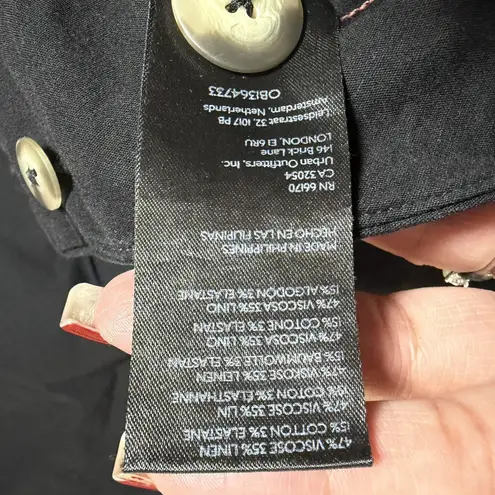 47% VISCOSE 35% LINEN
15% COTTON 3% ELASTANE
47% VISCOSE 35% LIN
15% COTON 3% ELASTHANNE
47% VISCOSE 35% LEINEN
15% BAUMWOLLE 3% ELASTAN
47% VISCOSA 35% LINO
15% COTONE 3% ELASTAN
47% VISCOSA 35% LINO
15% ALGODÓN 3% ELASTANE
MADE IN PHILIPPINES
HECHO EN LAS FILIPINAS
RN 66170
CA 32054
Urban Outfitters, Inc.
146 Brick Lane
LONDON, E1 6RU
Leidsestraat 32, 1017 PB
Amsterdam, Netherlands
OB1364733